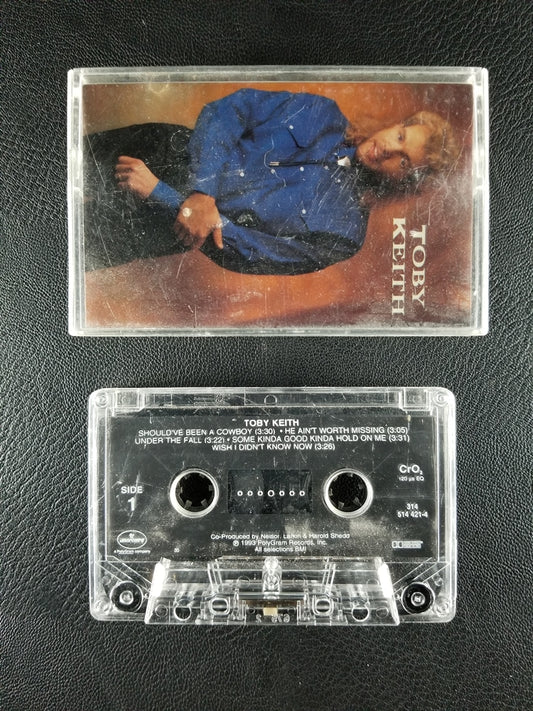 TOBY
KEITH
TOBY KEITH
SHOULD'VE BEEN A COWBOY (3:30) • HE AIN'T WORTH MISSING (3:05)
UNDER THE FALL (3:22) • SOME KINDA GOOD KINDA HOLD ON ME (3:31)
WISH I DIDN'T KNOW NOW (3:26)
SIDE
1
CrO₂
120 µs EQ
314
514 421-4
mercury
a PolyGram company
Co-Produced by Nelson Larkin & Harold Shedd
℗ 1993 PolyGram Records, Inc.
All selections BMI